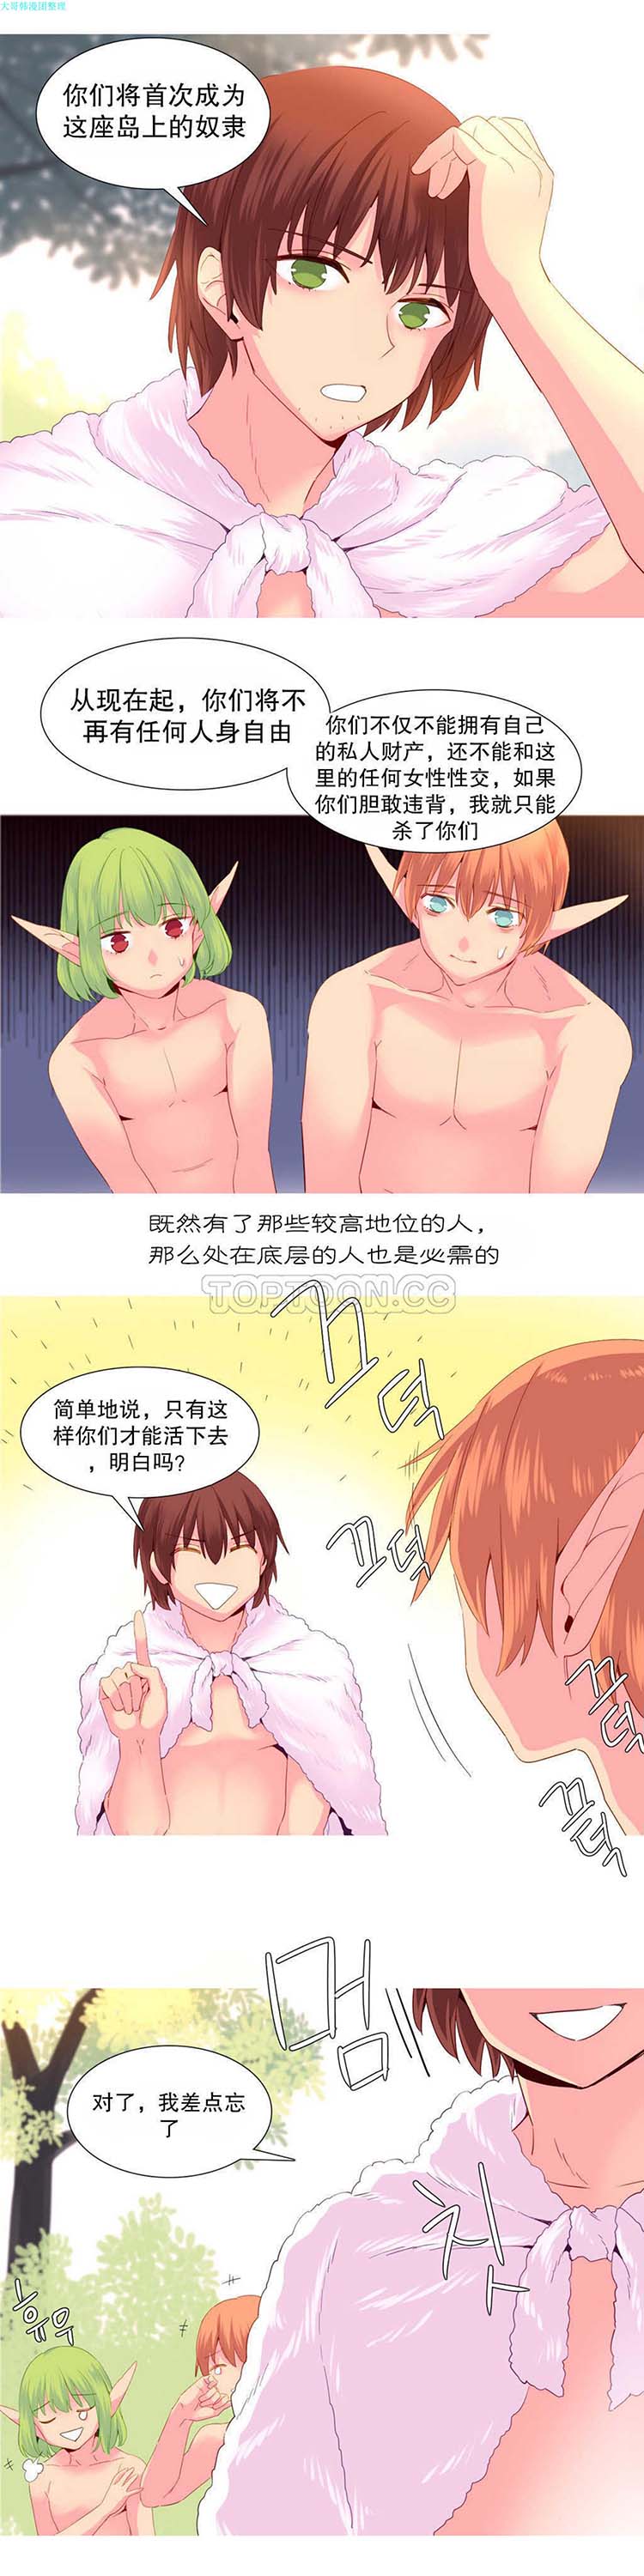 大哥韩漫团整理
你们将首次成为
这座岛上的奴隶
从现在起，你们将不
再有任何人身自由
你们不仅不能拥有自己
的私人财产，还不能和这
里的任何女性性交，如果
你们胆敢违背，我就只能
杀了你们
既然有了那些较高地位的人，
那么处在底层的人也是必需的
TOPTOON.CC
끄덕
简单地说，只有这
样你们才能活下去
，明白吗？
끄덕
끄덕
끄덕
멈
对了，我差点忘
了
차
휴우